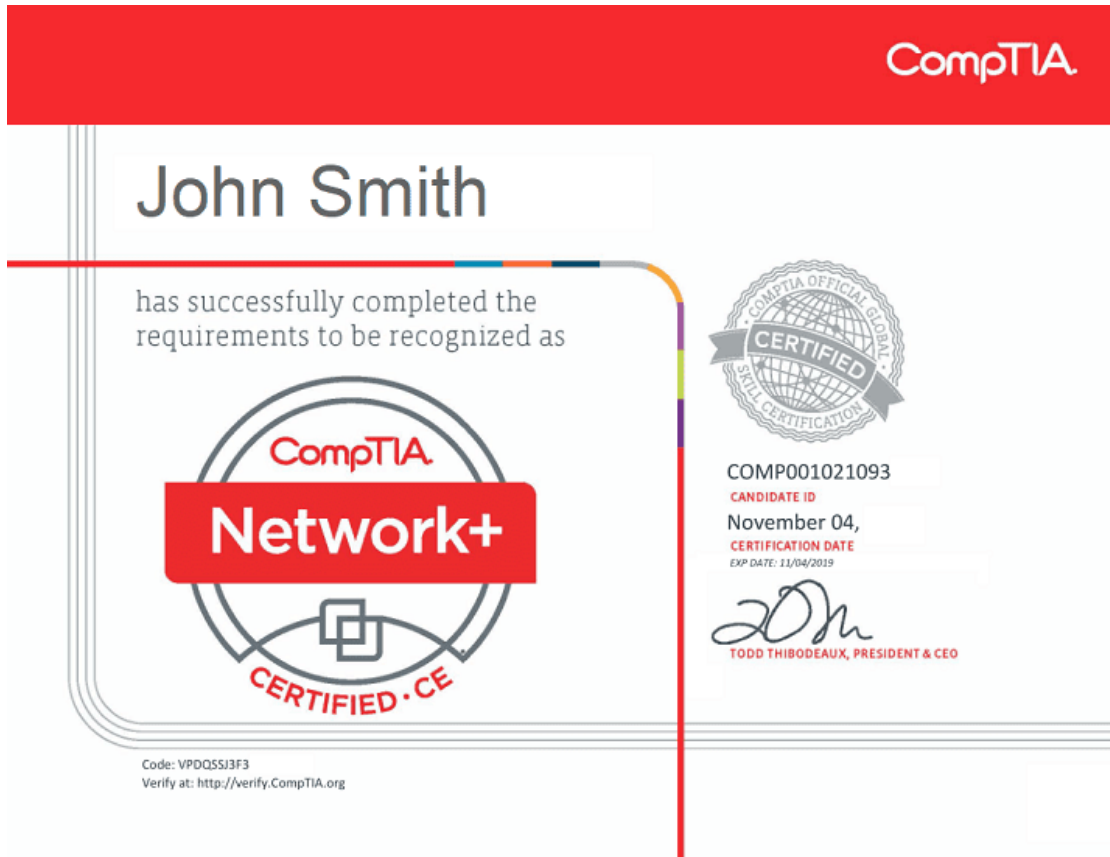 CompTIA.
John Smith
has successfully completed the
requirements to be recognized as
CompTIA.
Network+
CERTIFIED · CE
COMPTIA OFFICIAL GLOBAL
CERTIFIED
SKILL CERTIFICATION
COMP001021093
CANDIDATE ID
November 04,
CERTIFICATION DATE
EXP DATE: 11/04/2019
TODD THIBODEAUX, PRESIDENT & CEO
Code: VPDQSSJ3F3
Verify at: http://verify.CompTIA.org